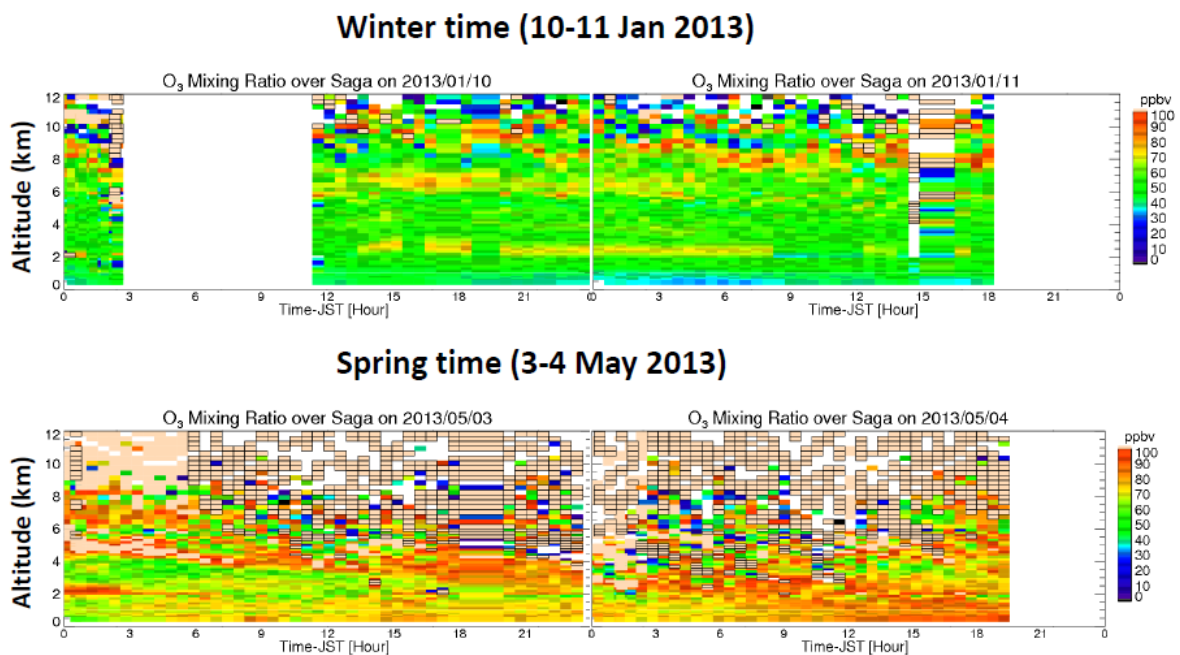 Winter time (10-11 Jan 2013)
O3 Mixing Ratio over Saga on 2013/01/10
O3 Mixing Ratio over Saga on 2013/01/11
Altitude (km)
12
10
8
6
4
2
0
0 3 6 9 12 15 18 21 0 3 6 9 12 15 18 21 0
Time-JST [Hour]
Time-JST [Hour]
ppbv
100
90
80
70
60
50
40
30
20
10
0
Spring time (3-4 May 2013)
O3 Mixing Ratio over Saga on 2013/05/03
O3 Mixing Ratio over Saga on 2013/05/04
Altitude (km)
12
10
8
6
4
2
0
0 3 6 9 12 15 18 21 0 3 6 9 12 15 18 21 0
Time-JST [Hour]
Time-JST [Hour]
ppbv
100
90
80
70
60
50
40
30
20
10
0